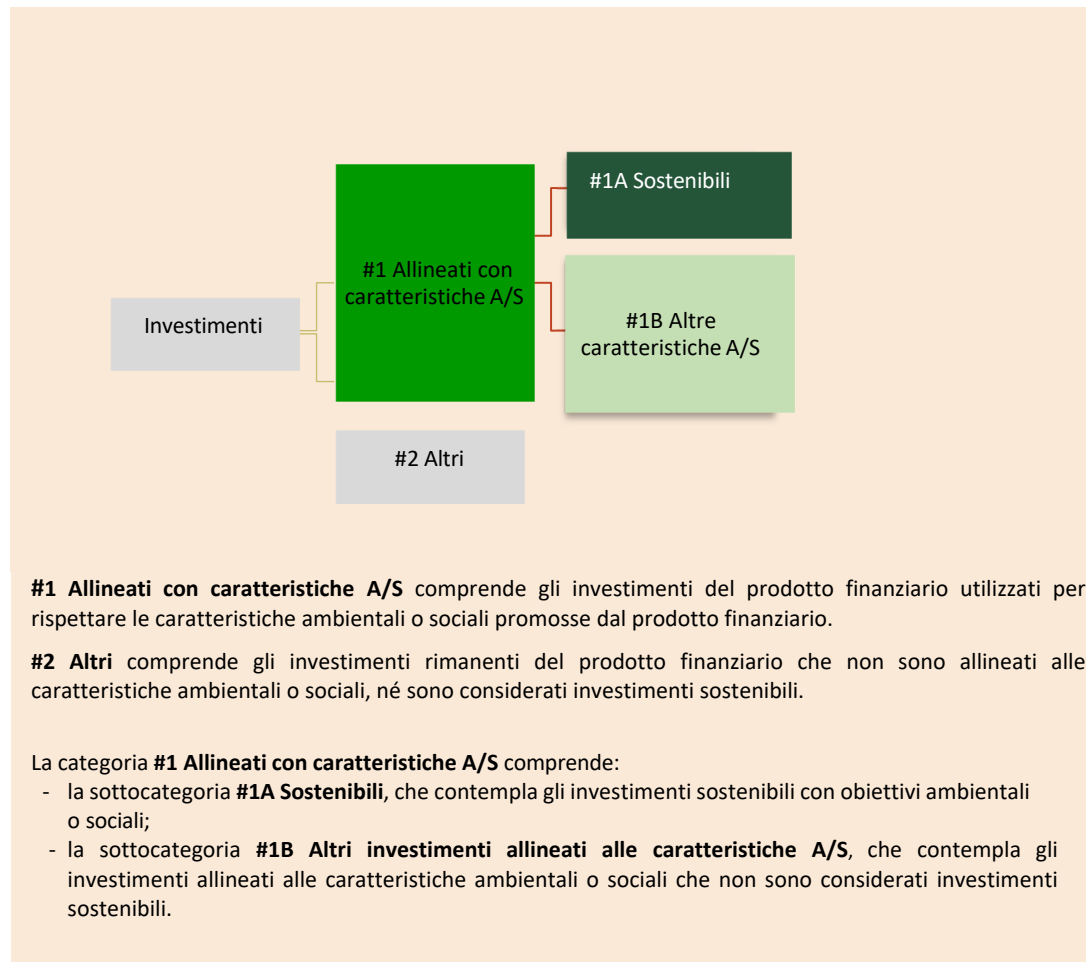 #1A Sostenibili
#1 Allineati con
caratteristiche A/S
#1B Altre
caratteristiche A/S
Investimenti
#2 Altri
#1 Allineati con caratteristiche A/S comprende gli investimenti del prodotto finanziario utilizzati per
rispettare le caratteristiche ambientali o sociali promosse dal prodotto finanziario.
#2 Altri comprende gli investimenti rimanenti del prodotto finanziario che non sono allineati alle
caratteristiche ambientali o sociali, né sono considerati investimenti sostenibili.
La categoria #1 Allineati con caratteristiche A/S comprende:
- la sottocategoria #1A Sostenibili, che contempla gli investimenti sostenibili con obiettivi ambientali
o sociali;
- la sottocategoria #1B Altri investimenti allineati alle caratteristiche A/S, che contempla gli
investimenti allineati alle caratteristiche ambientali o sociali che non sono considerati investimenti
sostenibili.